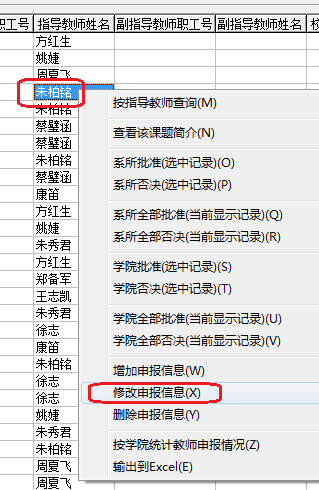 职工号 指导教师姓名 副指导教师职工号 副指导教师姓名
方红生
姚婕
周夏飞
朱柏铭
朱柏铭
蔡璧涵
蔡璧涵
朱柏铭
蔡璧涵
康笛
方红生
姚婕
朱秀君
方红生
郑备军
王志凯
朱秀君
徐志
康笛
朱柏铭
徐志
徐志
姚婕
朱秀君
朱柏铭
周夏飞
周夏飞
按指导教师查询(M)
查看该课题简介(N)
系所批准(选中记录)(O)
系所否决(选中记录)(P)
系所全部批准(当前显示记录)(Q)
系所全部否决(当前显示记录)(R)
学院批准(选中记录)(S)
学院否决(选中记录)(T)
学院全部批准(当前显示记录)(U)
学院全部否决(当前显示记录)(V)
增加申报信息(W)
修改申报信息(X)
删除申报信息(Y)
按学院统计教师申报情况(Z)
输出到Excel(E)